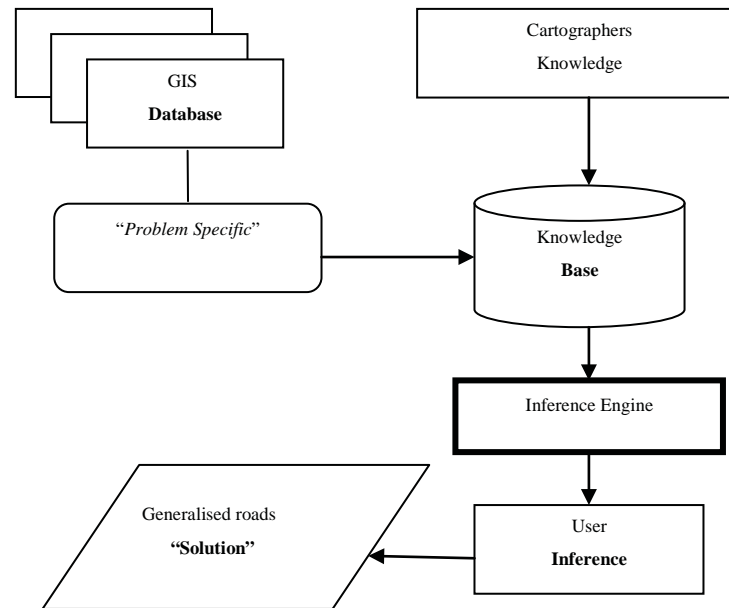 GIS
Database
Cartographers
Knowledge
“Problem Specific”
Knowledge
Base
Inference Engine
Generalised roads
“Solution”
User
Inference